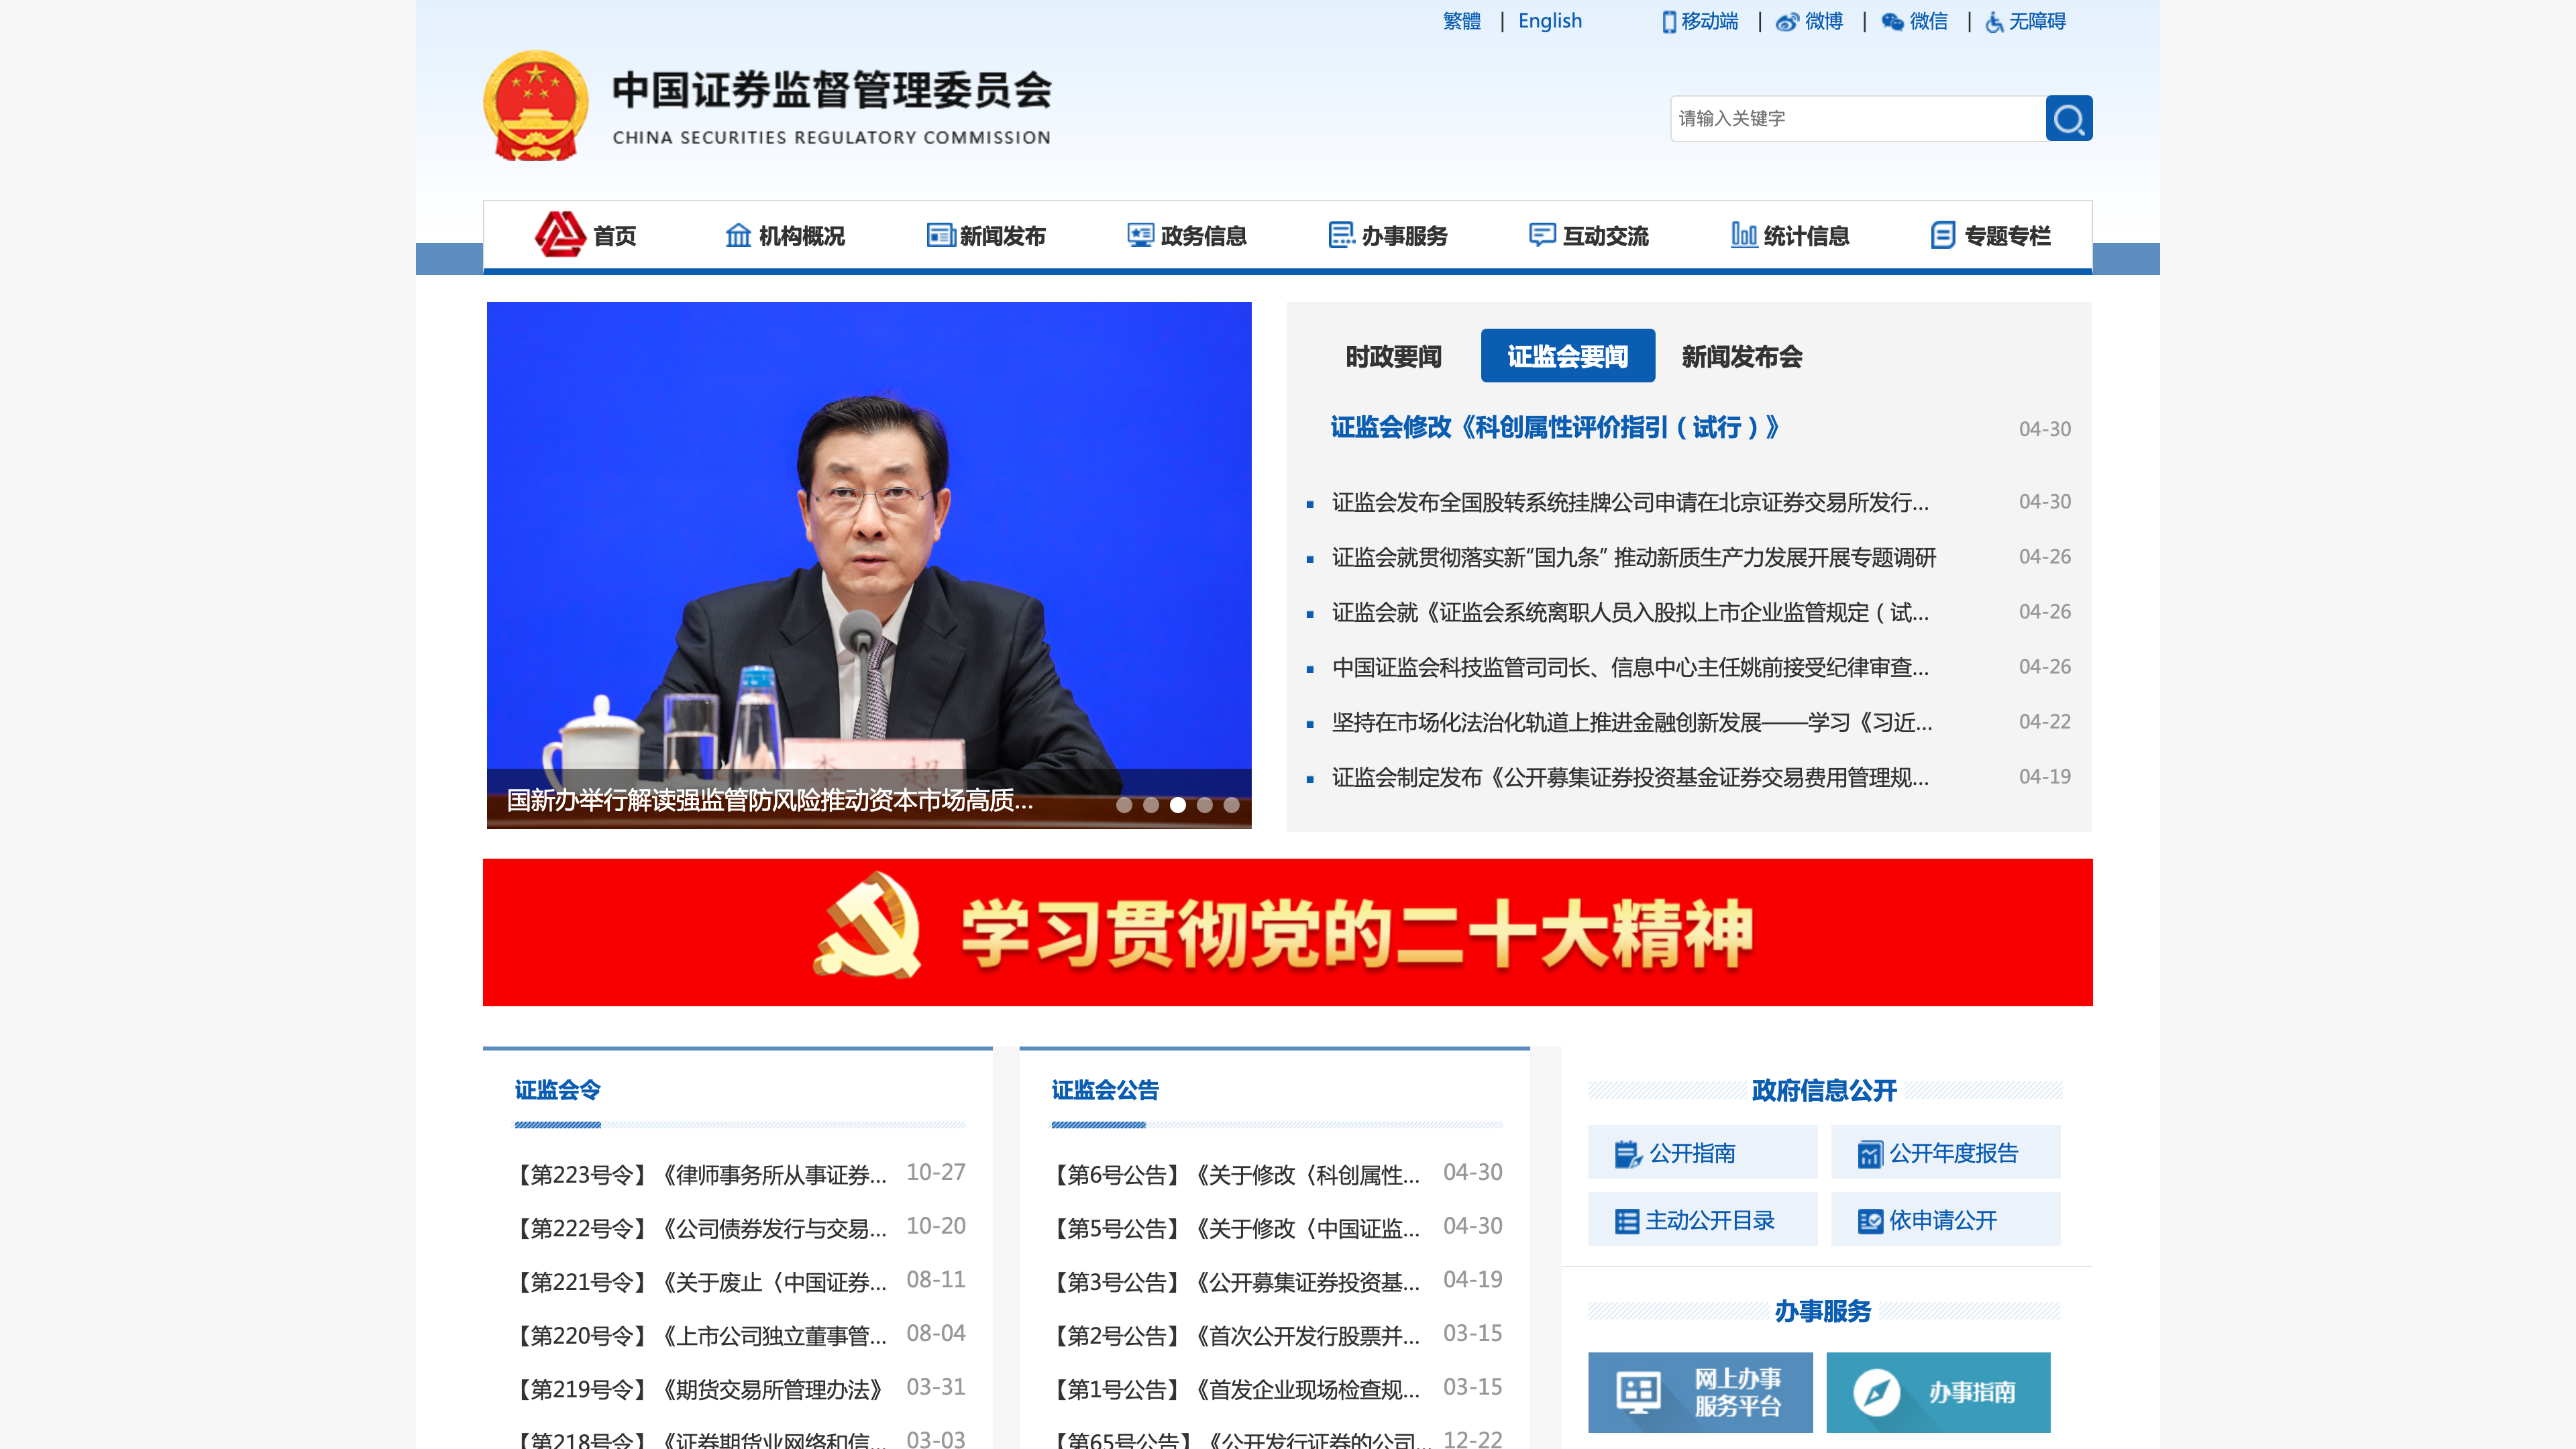 繁體 | English 移动端 | 微博 | 微信 | 无障碍
中国证券监督管理委员会
CHINA SECURITIES REGULATORY COMMISSION
请输入关键字
首页 机构概况 新闻发布 政务信息 办事服务 互动交流 统计信息 专题专栏
李 超
国新办举行解读强监管防风险推动资本市场高质...
时政要闻 证监会要闻 新闻发布会
证监会修改《科创属性评价指引（试行）》 04-30
证监会发布全国股转系统挂牌公司申请在北京证券交易所发行... 04-30
证监会就贯彻落实新“国九条” 推动新质生产力发展开展专题调研 04-26
证监会就《证监会系统离职人员入股拟上市企业监管规定（试... 04-26
中国证监会科技监管司司长、信息中心主任姚前接受纪律审查... 04-26
坚持在市场化法治化轨道上推进金融创新发展——学习《习近... 04-22
证监会制定发布《公开募集证券投资基金证券交易费用管理规... 04-19
学习贯彻党的二十大精神
证监会令
【第223号令】《律师事务所从事证券... 10-27
【第222号令】《公司债券发行与交易... 10-20
【第221号令】《关于废止〈中国证券... 08-11
【第220号令】《上市公司独立董事管... 08-04
【第219号令】《期货交易所管理办法》 03-31
【第218号令】《证券期货业网络和信... 03-03
证监会公告
【第6号公告】《关于修改〈科创属性... 04-30
【第5号公告】《关于修改〈中国证监... 04-30
【第3号公告】《公开募集证券投资基... 04-19
【第2号公告】《首次公开发行股票并... 03-15
【第1号公告】《首发企业现场检查规... 03-15
【第65号公告】《公开发行证券的公司... 12-22
政府信息公开
公开指南 公开年度报告
主动公开目录 依申请公开
办事服务
网上办事
服务平台
办事指南